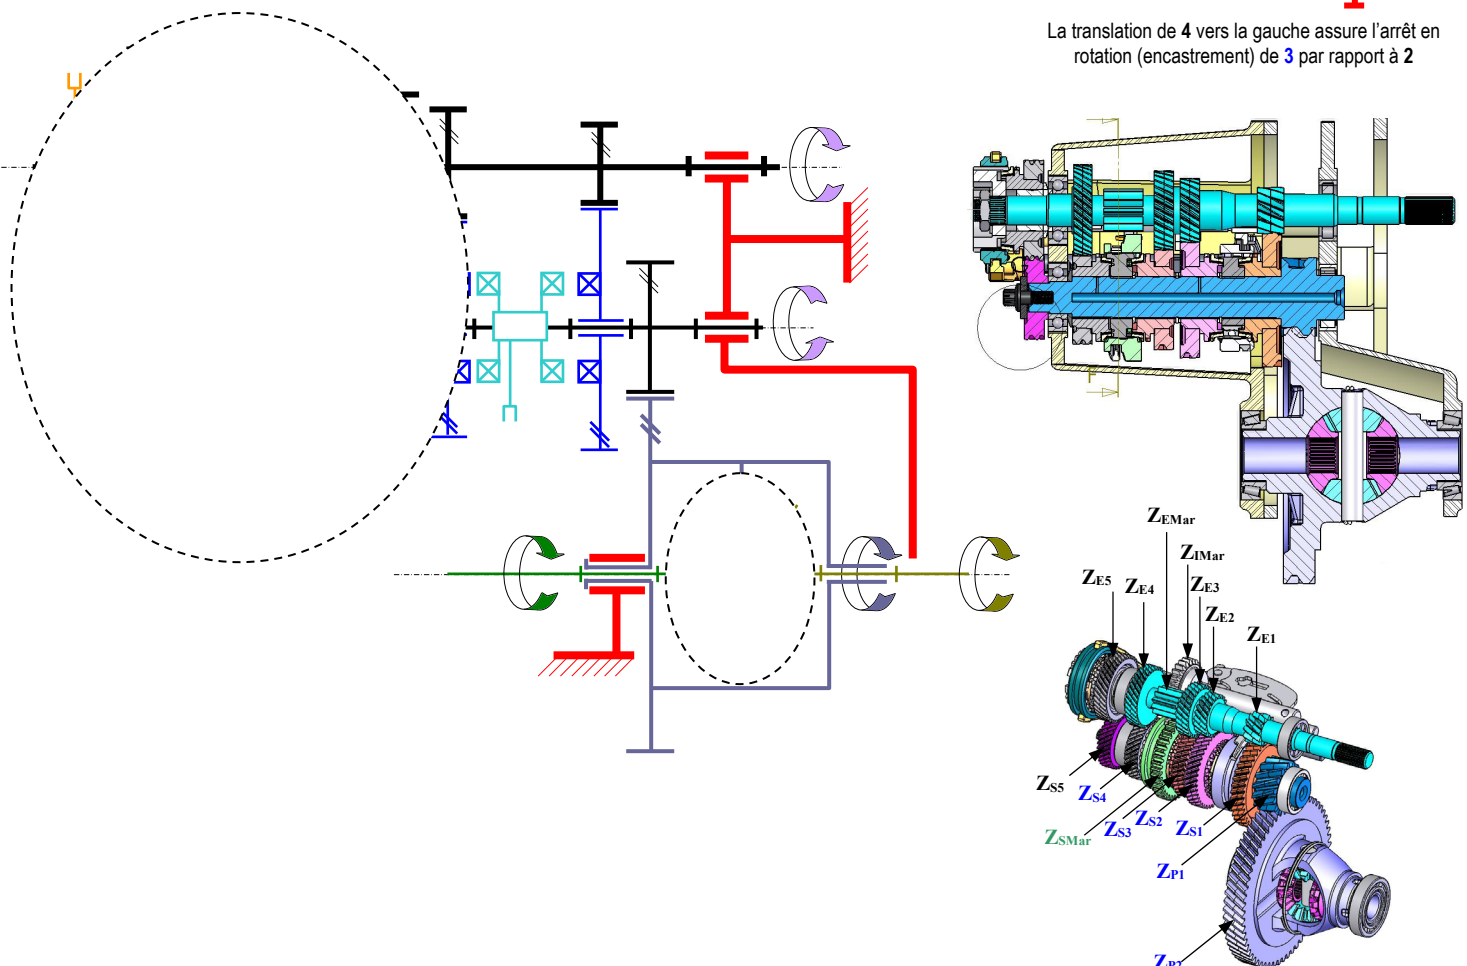 La translation de 4 vers la gauche assure l'arrêt en
rotation (encastrement) de 3 par rapport à 2
F
ZEMar
ZIMar
ZE5
ZE4
ZE3
ZE2
ZE1
ZS5
ZS4
ZSMar
ZS3
ZS2
ZS1
ZP1
ZP2